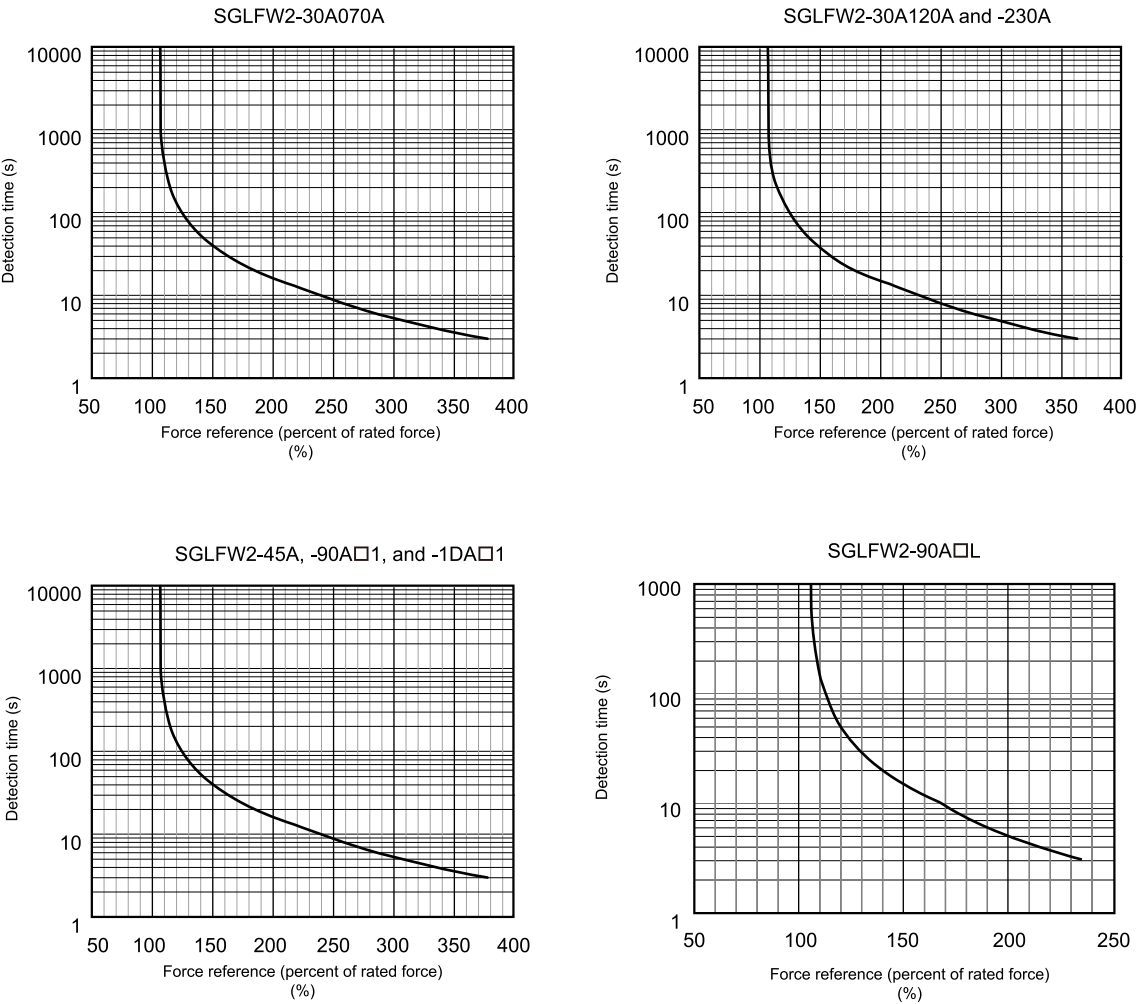 SGLFW2-30A070A
10000
1000
100
10
1
50 100 150 200 250 300 350 400
Detection time (s)
Force reference (percent of rated force)
(%)
SGLFW2-30A120A and -230A
10000
1000
100
10
1
50 100 150 200 250 300 350 400
Detection time (s)
Force reference (percent of rated force)
(%)
SGLFW2-45A, -90A□1, and -1DA□1
10000
1000
100
10
1
50 100 150 200 250 300 350 400
Detection time (s)
Force reference (percent of rated force)
(%)
SGLFW2-90A□L
1000
100
10
1
50 100 150 200 250
Detection time (s)
Force reference (percent of rated force)
(%)